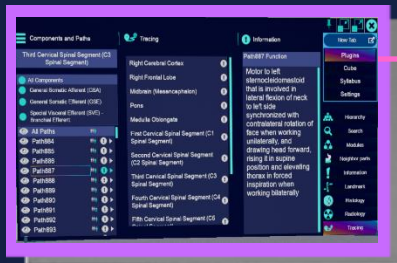 Components and Paths
Third Cervical Spinal Segment (C3
Spinal Segment)
All Components
General Somatic Afferent (GSA)
General Somatic Efferent (GSE)
Special Visceral Efferent (SVE) -
Branchial Efferent
All Paths
Path884
Path885
Path886
Path887
Path888
Path889
Path890
Path891
Path892
Path893
Tracing
Right Cerebral Cortex
Right Frontal Lobe
Midbrain (Mesencephalon)
Pons
Medulla Oblongata
First Cervical Spinal Segment (C1
Spinal Segment)
Second Cervical Spinal Segment
(C2 Spinal Segment)
Third Cervical Spinal Segment (C3
Spinal Segment)
Fourth Cervical Spinal Segment (C4
Spinal Segment)
Fifth Cervical Spinal Segment (C5
Information
Path887 Function
Motor to left
sternocleidomastoid
that is involved in
lateral flexion of neck
to left side
synchronized with
contralateral rotation of
face when working
unilaterally, and
drawing head forward,
rising it in supine
position and elevating
thorax in forced
inspiration when
working bilaterally
New Tab
Plugins
Cube
Syllabus
Settings
Hierarchy
Search
Modules
Neighbor parts
Information
Landmark
Histology
Radiology
Tracing